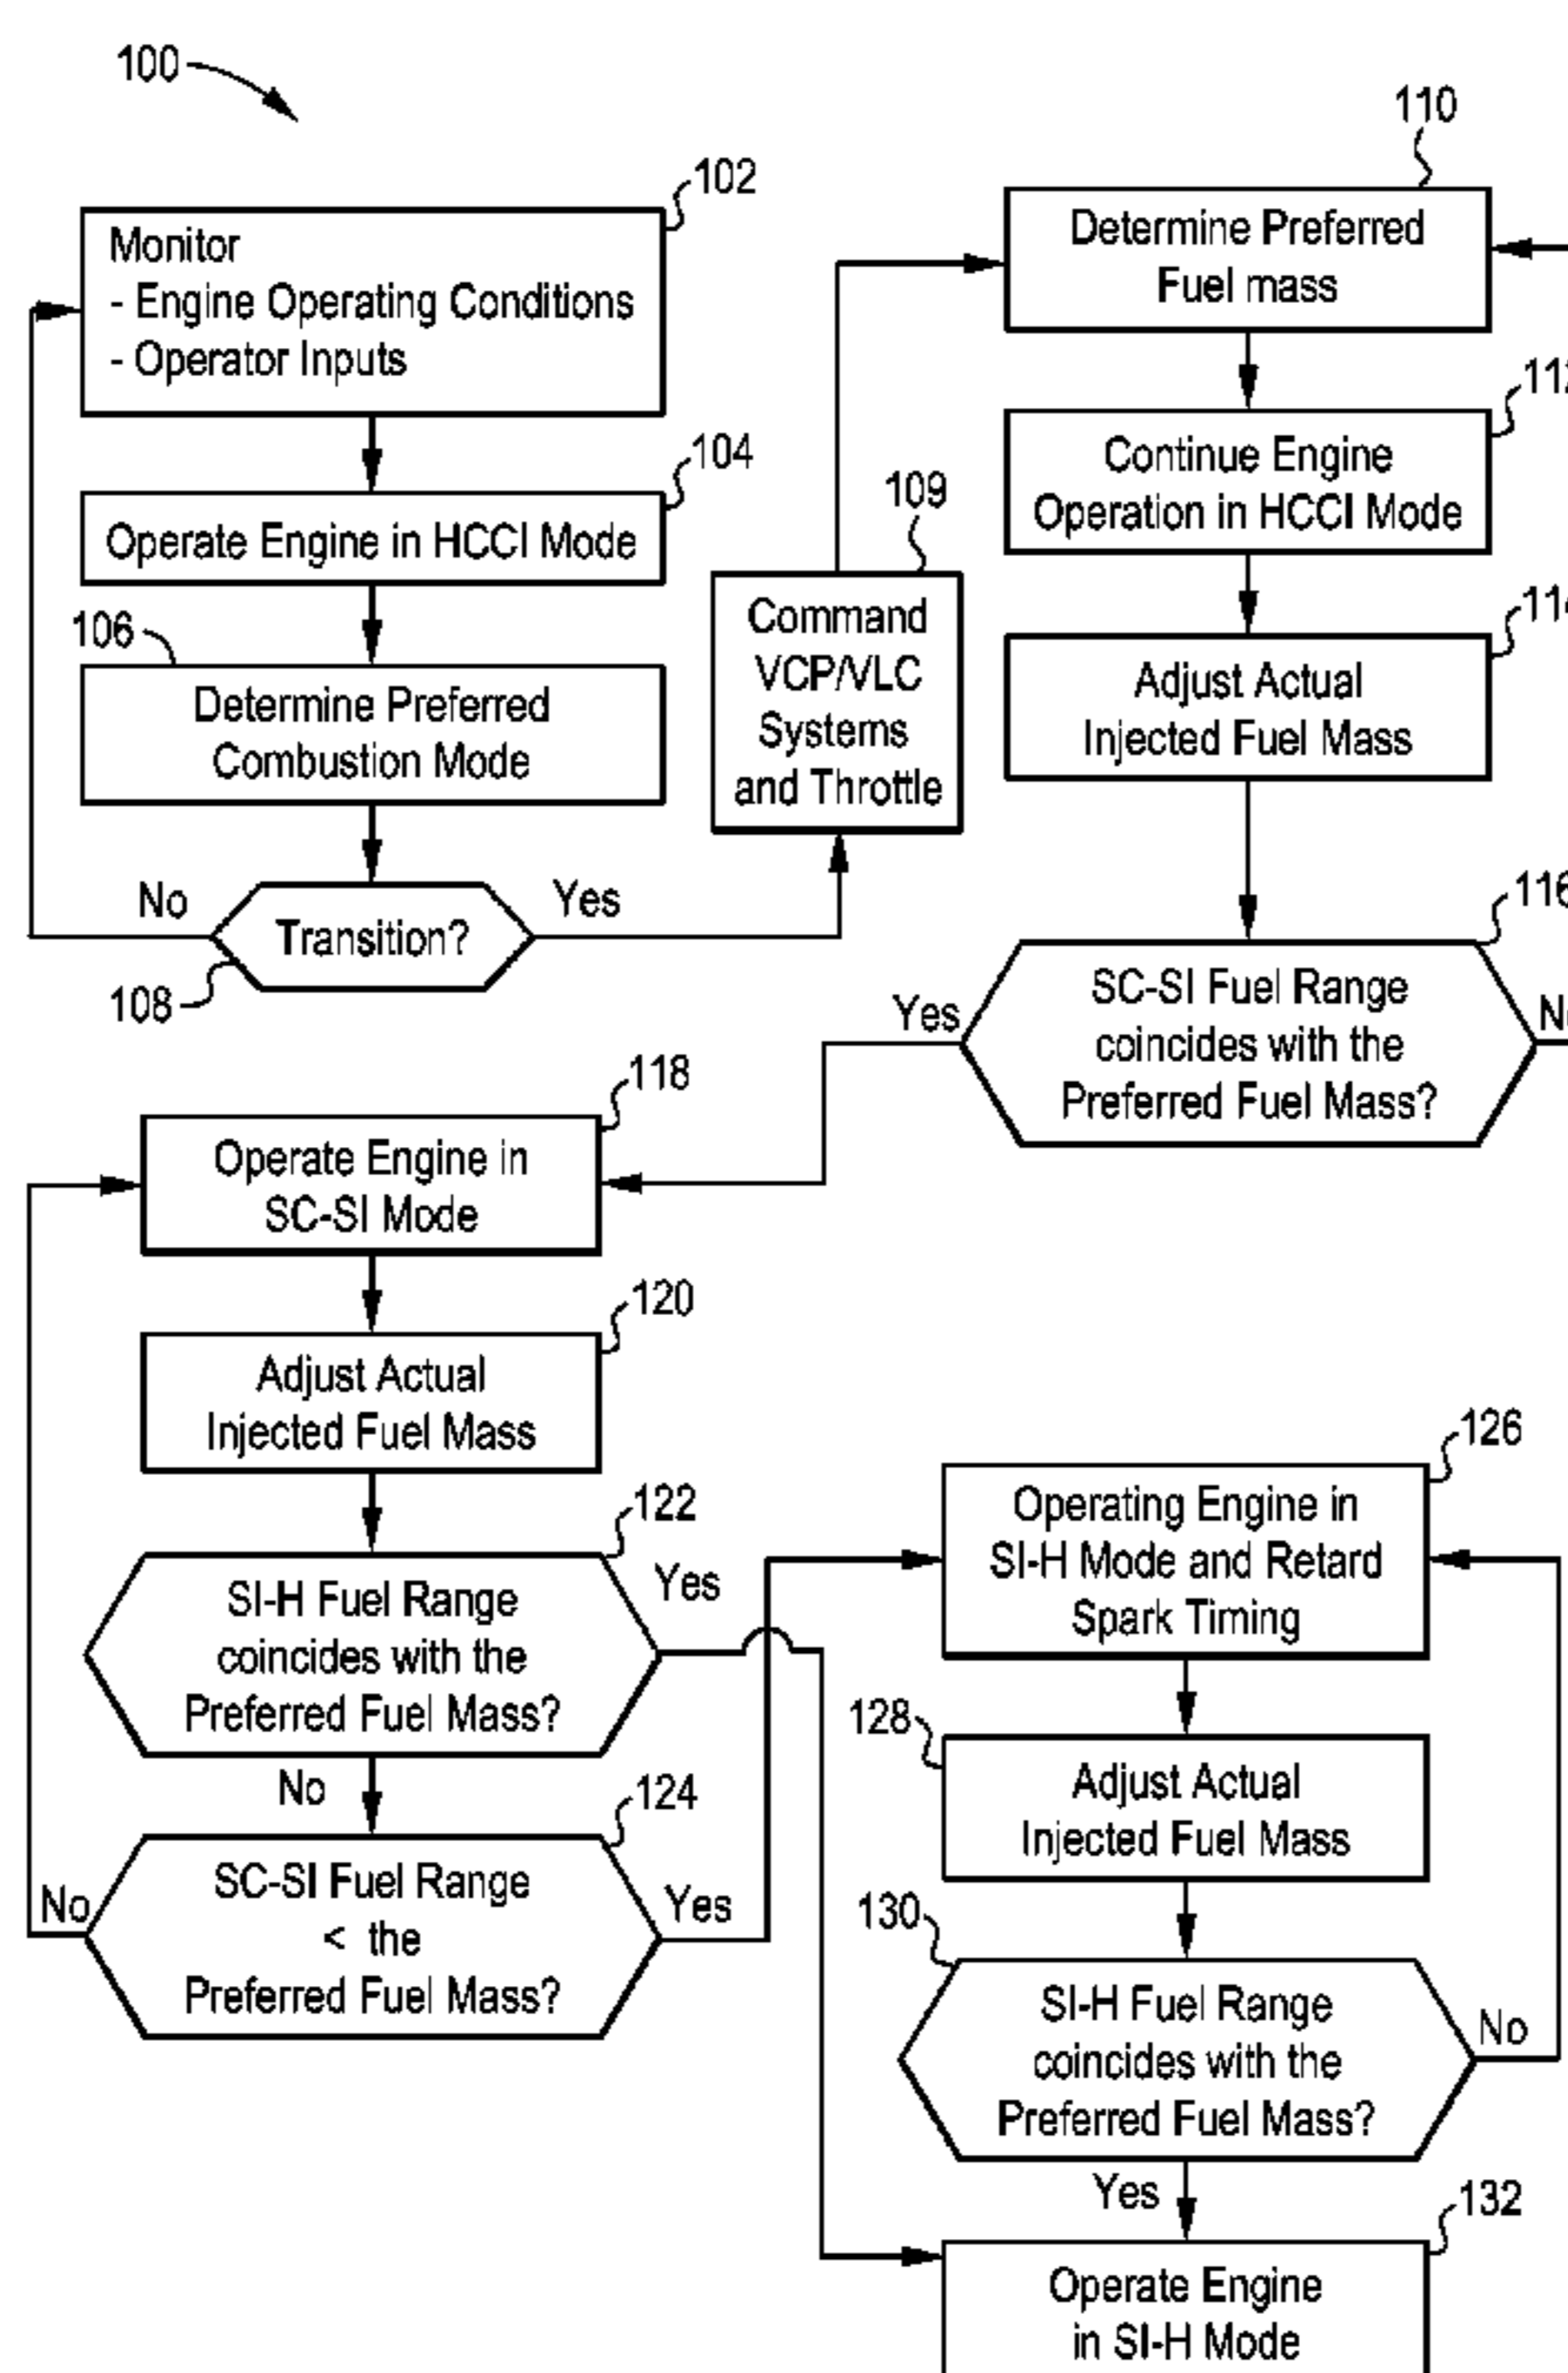 100
102
Monitor
- Engine Operating Conditions
- Operator Inputs
104
Operate Engine in HCCI Mode
106
Determine Preferred
Combustion Mode
No
Transition?
Yes
108
109
Command
VCP/VLC
Systems
and Throttle
110
Determine Preferred
Fuel mass
Continue Engine
Operation in HCCI Mode
Adjust Actual
Injected Fuel Mass
116
SC-SI Fuel Range
coincides with the
Preferred Fuel Mass?
Yes
118
Operate Engine in
SC-SI Mode
120
Adjust Actual
Injected Fuel Mass
122
SI-H Fuel Range
coincides with the
Preferred Fuel Mass?
Yes
No
124
SC-SI Fuel Range
< the
Preferred Fuel Mass?
No
Yes
126
Operating Engine in
SI-H Mode and Retard
Spark Timing
128
Adjust Actual
Injected Fuel Mass
130
SI-H Fuel Range
coincides with the
Preferred Fuel Mass?
No
Yes
132
Operate Engine
in SI-H Mode